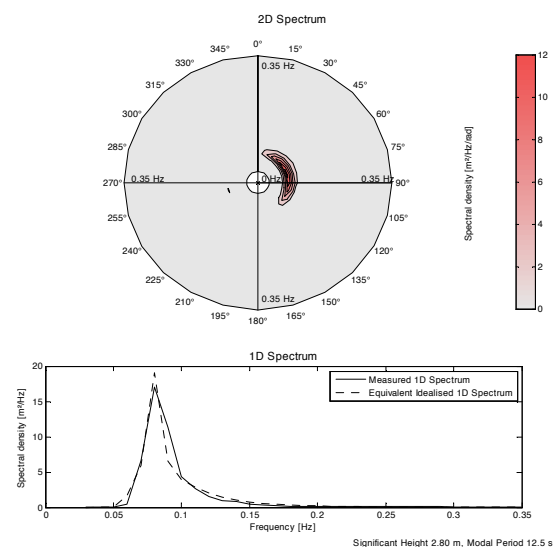 2D Spectrum
0°
345° 15°
330° 30°
315° 45°
300° 60°
285° 75°
270° 90°
255° 105°
240° 120°
225° 135°
210° 150°
195° 165°
180°
0.35 Hz
0.35 Hz 0 Hz 0.35 Hz
0.35 Hz
Spectral density [m²/Hz/rad]
12
10
8
6
4
2
0
1D Spectrum
Spectral density [m²/Hz]
20
15
10
5
0
Measured 1D Spectrum
Equivalent Idealised 1D Spectrum
0 0.05 0.1 0.15 0.2 0.25 0.3 0.35
Frequency [Hz]
Significant Height 2.80 m, Modal Period 12.5 s